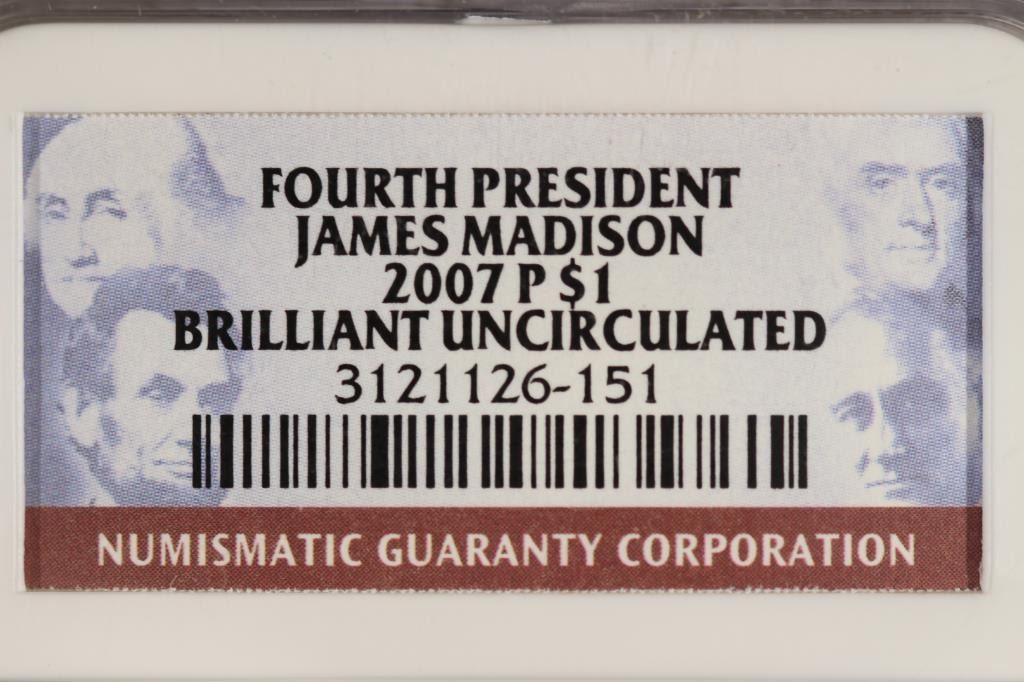 FOURTH PRESIDENT
JAMES MADISON
2007 P $1
BRILLIANT UNCIRCULATED
3121126-151
NUMISMATIC GUARANTY CORPORATION